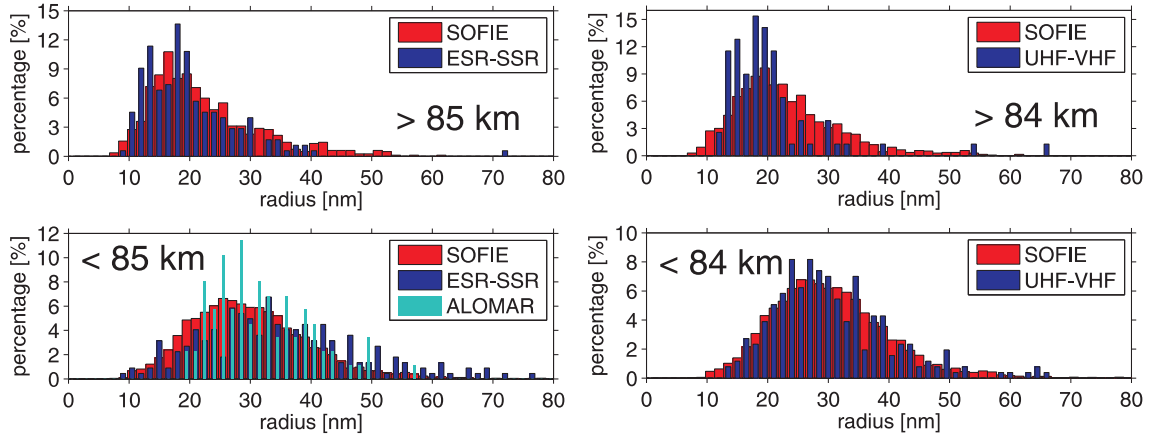 percentage [%]
15
12
9
6
3
0
SOFIE
ESR-SSR
> 85 km
0 10 20 30 40 50 60 70 80
radius [nm]
percentage [%]
15
12
9
6
3
0
SOFIE
UHF-VHF
> 84 km
0 10 20 30 40 50 60 70 80
radius [nm]
percentage [%]
12
10
8
6
4
2
0
< 85 km
SOFIE
ESR-SSR
ALOMAR
0 10 20 30 40 50 60 70 80
radius [nm]
percentage [%]
10
8
6
4
2
0
< 84 km
SOFIE
UHF-VHF
0 10 20 30 40 50 60 70 80
radius [nm]